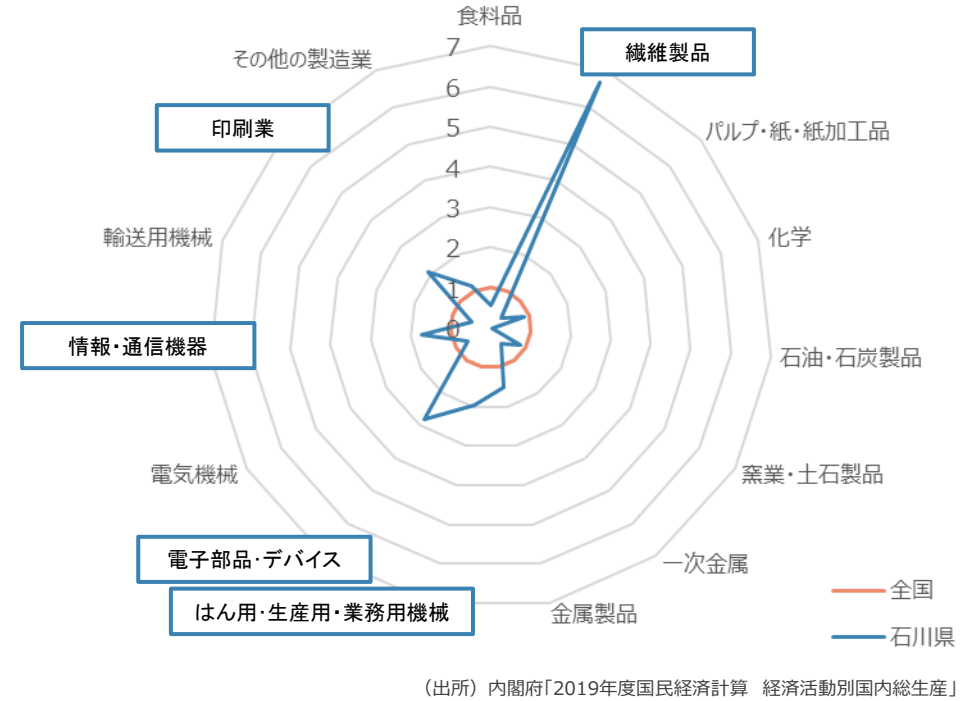 食料品
繊維製品
その他の製造業
7
6
5
4
3
2
1
0
印刷業
パルプ・紙・紙加工品
輸送用機械
化学
情報・通信機器
石油・石炭製品
電気機械
窯業・土石製品
電子部品・デバイス
一次金属
はん用・生産用・業務用機械
金属製品
全国
石川県
（出所）内閣府「2019年度国民経済計算　経済活動別国内総生産」